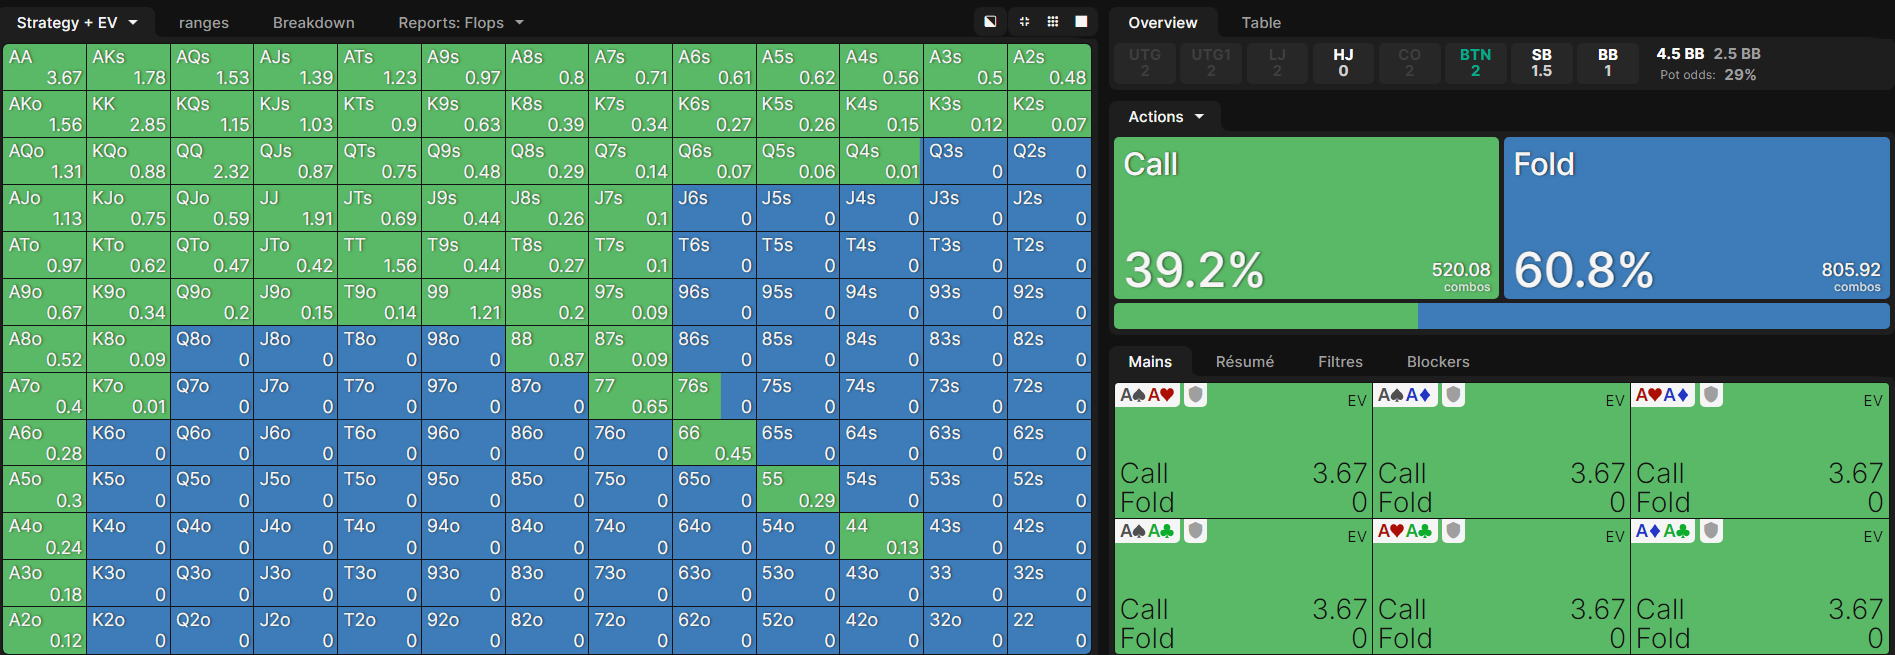 Strategy + EV ranges Breakdown Reports: Flops
AA AKs AQs AJs ATs A9s A8s A7s A6s A5s A4s A3s A2s
3.67 1.78 1.53 1.39 1.23 0.97 0.8 0.71 0.61 0.62 0.56 0.5 0.48
AKo KK KQs KJs KTs K9s K8s K7s K6s K5s K4s K3s K2s
1.56 2.85 1.15 1.03 0.9 0.63 0.39 0.34 0.27 0.26 0.15 0.12 0.07
AQo KQo QQ QJs QTs Q9s Q8s Q7s Q6s Q5s Q4s Q3s Q2s
1.31 0.88 2.32 0.87 0.75 0.48 0.29 0.14 0.07 0.06 0.01 0 0
AJo KJo QJo JJ JTs J9s J8s J7s J6s J5s J4s J3s J2s
1.13 0.75 0.59 1.91 0.69 0.44 0.26 0.1 0 0 0 0 0
ATo KTo QTo JTo TT T9s T8s T7s T6s T5s T4s T3s T2s
0.97 0.62 0.47 0.42 1.56 0.44 0.27 0.1 0 0 0 0 0
A9o K9o Q9o J9o T9o 99 98s 97s 96s 95s 94s 93s 92s
0.67 0.34 0.2 0.15 0.14 1.21 0.2 0.09 0 0 0 0 0
A8o K8o Q8o J8o T8o 98o 88 87s 86s 85s 84s 83s 82s
0.52 0.09 0 0 0 0 0.87 0.09 0 0 0 0 0
A7o K7o Q7o J7o T7o 97o 87o 77 76s 75s 74s 73s 72s
0.4 0.01 0 0 0 0 0 0.65 0 0 0 0 0
A6o K6o Q6o J6o T6o 96o 86o 76o 66 65s 64s 63s 62s
0.28 0 0 0 0 0 0 0 0.45 0 0 0 0
A5o K5o Q5o J5o T5o 95o 85o 75o 65o 55 54s 53s 52s
0.3 0 0 0 0 0 0 0 0 0.29 0 0 0
A4o K4o Q4o J4o T4o 94o 84o 74o 64o 54o 44 43s 42s
0.24 0 0 0 0 0 0 0 0 0 0.13 0 0
A3o K3o Q3o J3o T3o 93o 83o 73o 63o 53o 43o 33 32s
0.18 0 0 0 0 0 0 0 0 0 0 0 0
A2o K2o Q2o J2o T2o 92o 82o 72o 62o 52o 42o 32o 22
0.12 0 0 0 0 0 0 0 0 0 0 0 0
Overview Table
UTG UTG1 LJ HJ CO BTN SB BB 4.5 BB 2.5 BB
2 2 2 0 2 2 1.5 1 Pot odds: 29%
Actions
Call Fold
39.2% 520.08 combos 60.8% 805.92 combos
Mains Résumé Filtres Blockers
A♠A♥ EV A♠A♦ EV A♥A♦ EV
Call 3.67 Call 3.67 Call 3.67
Fold 0 Fold 0 Fold 0
A♠A♣ EV A♥A♣ EV A♦A♣ EV
Call 3.67 Call 3.67 Call 3.67
Fold 0 Fold 0 Fold 0